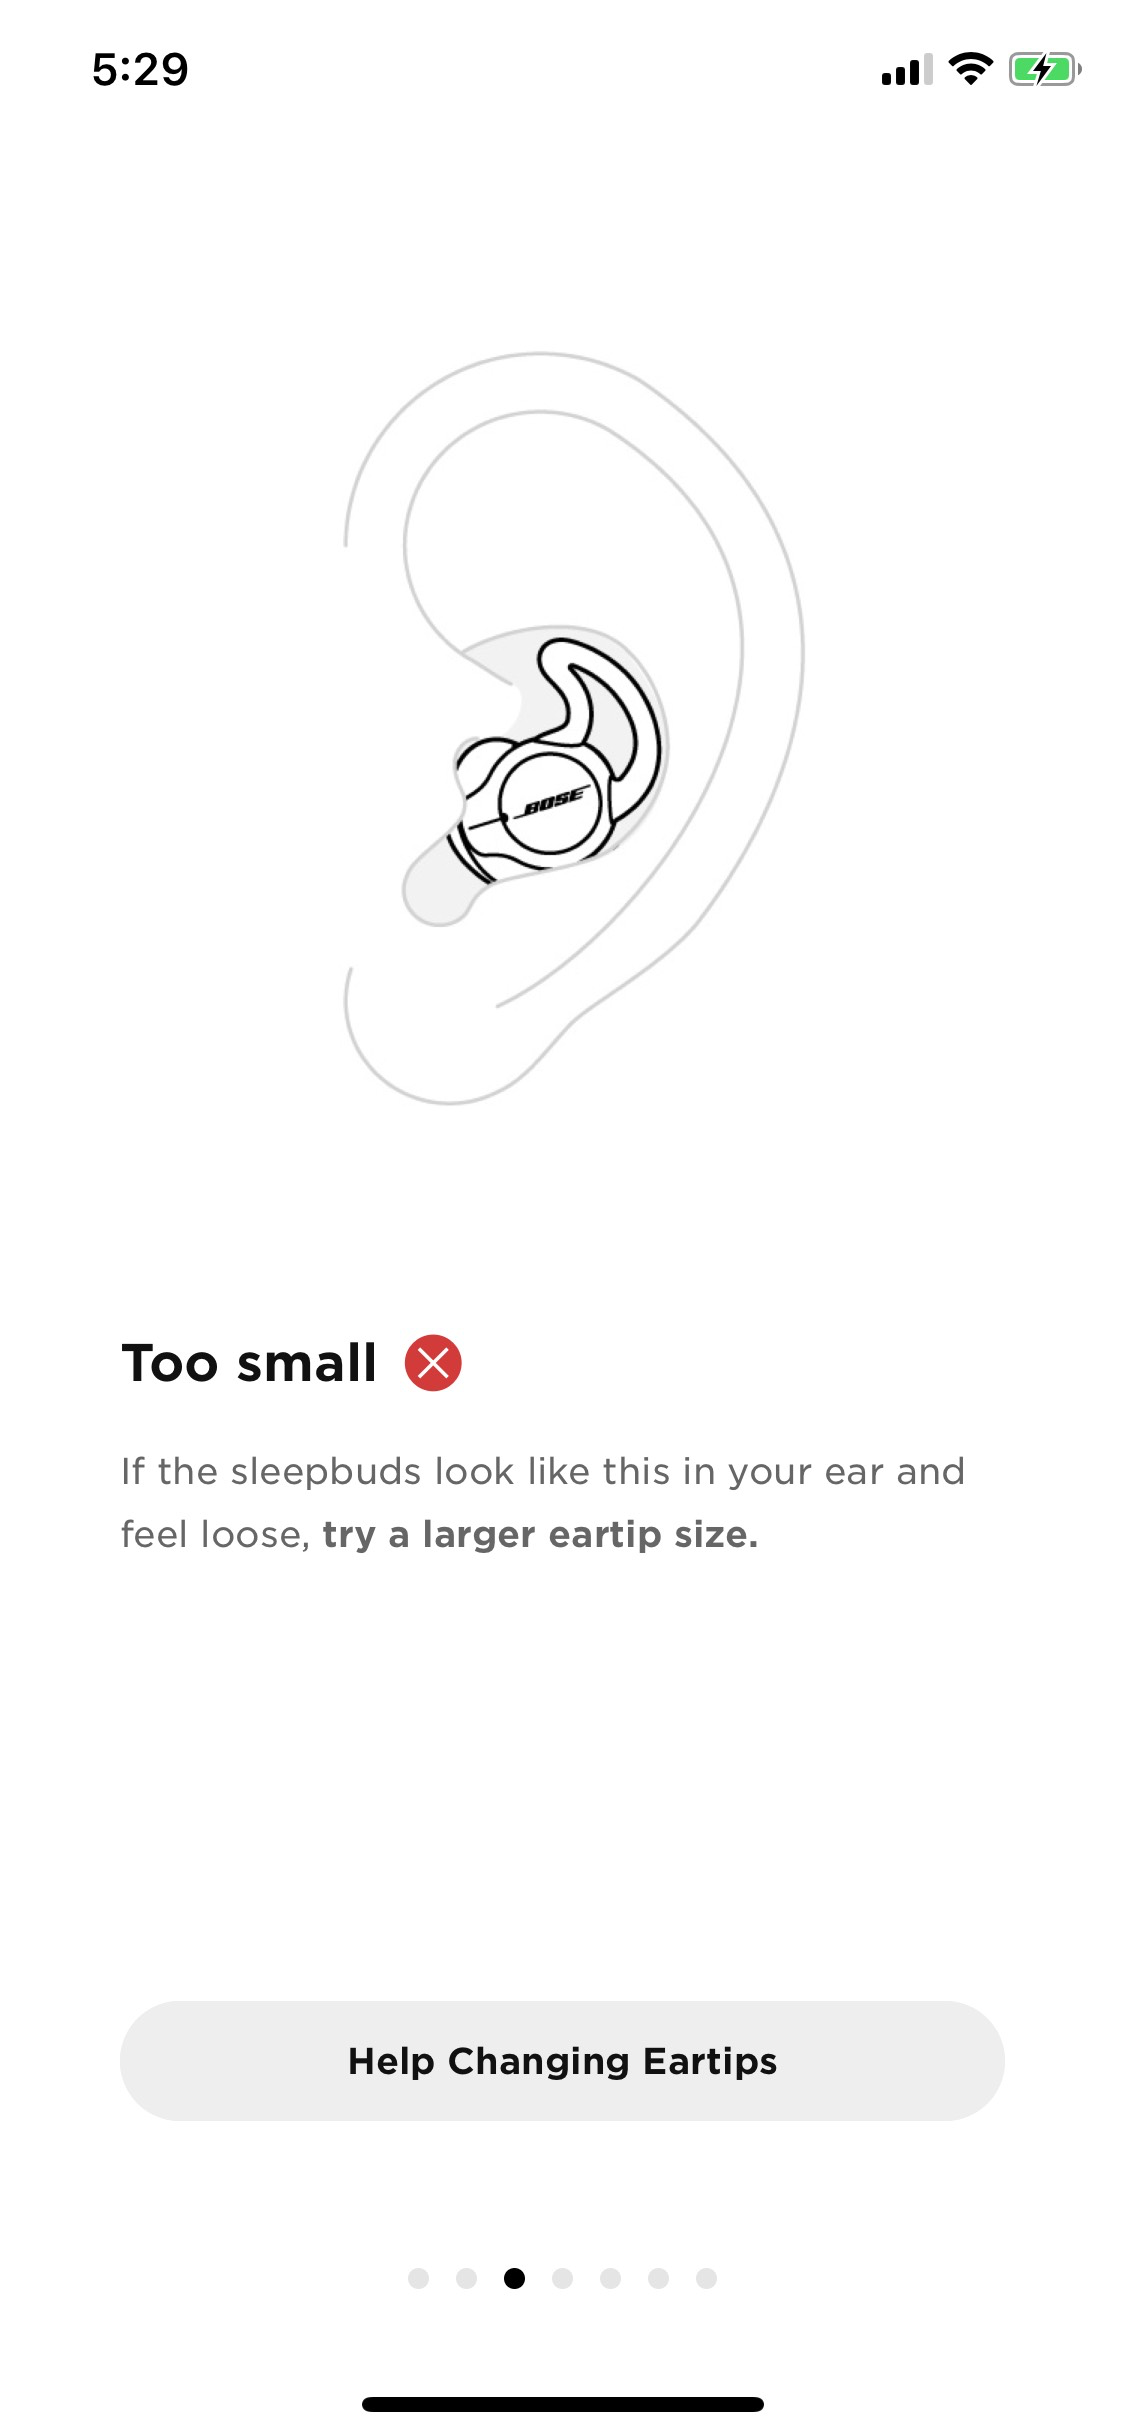 5:29
BOSE
Too small
If the sleepbuds look like this in your ear and
feel loose, try a larger eartip size.
Help Changing Eartips